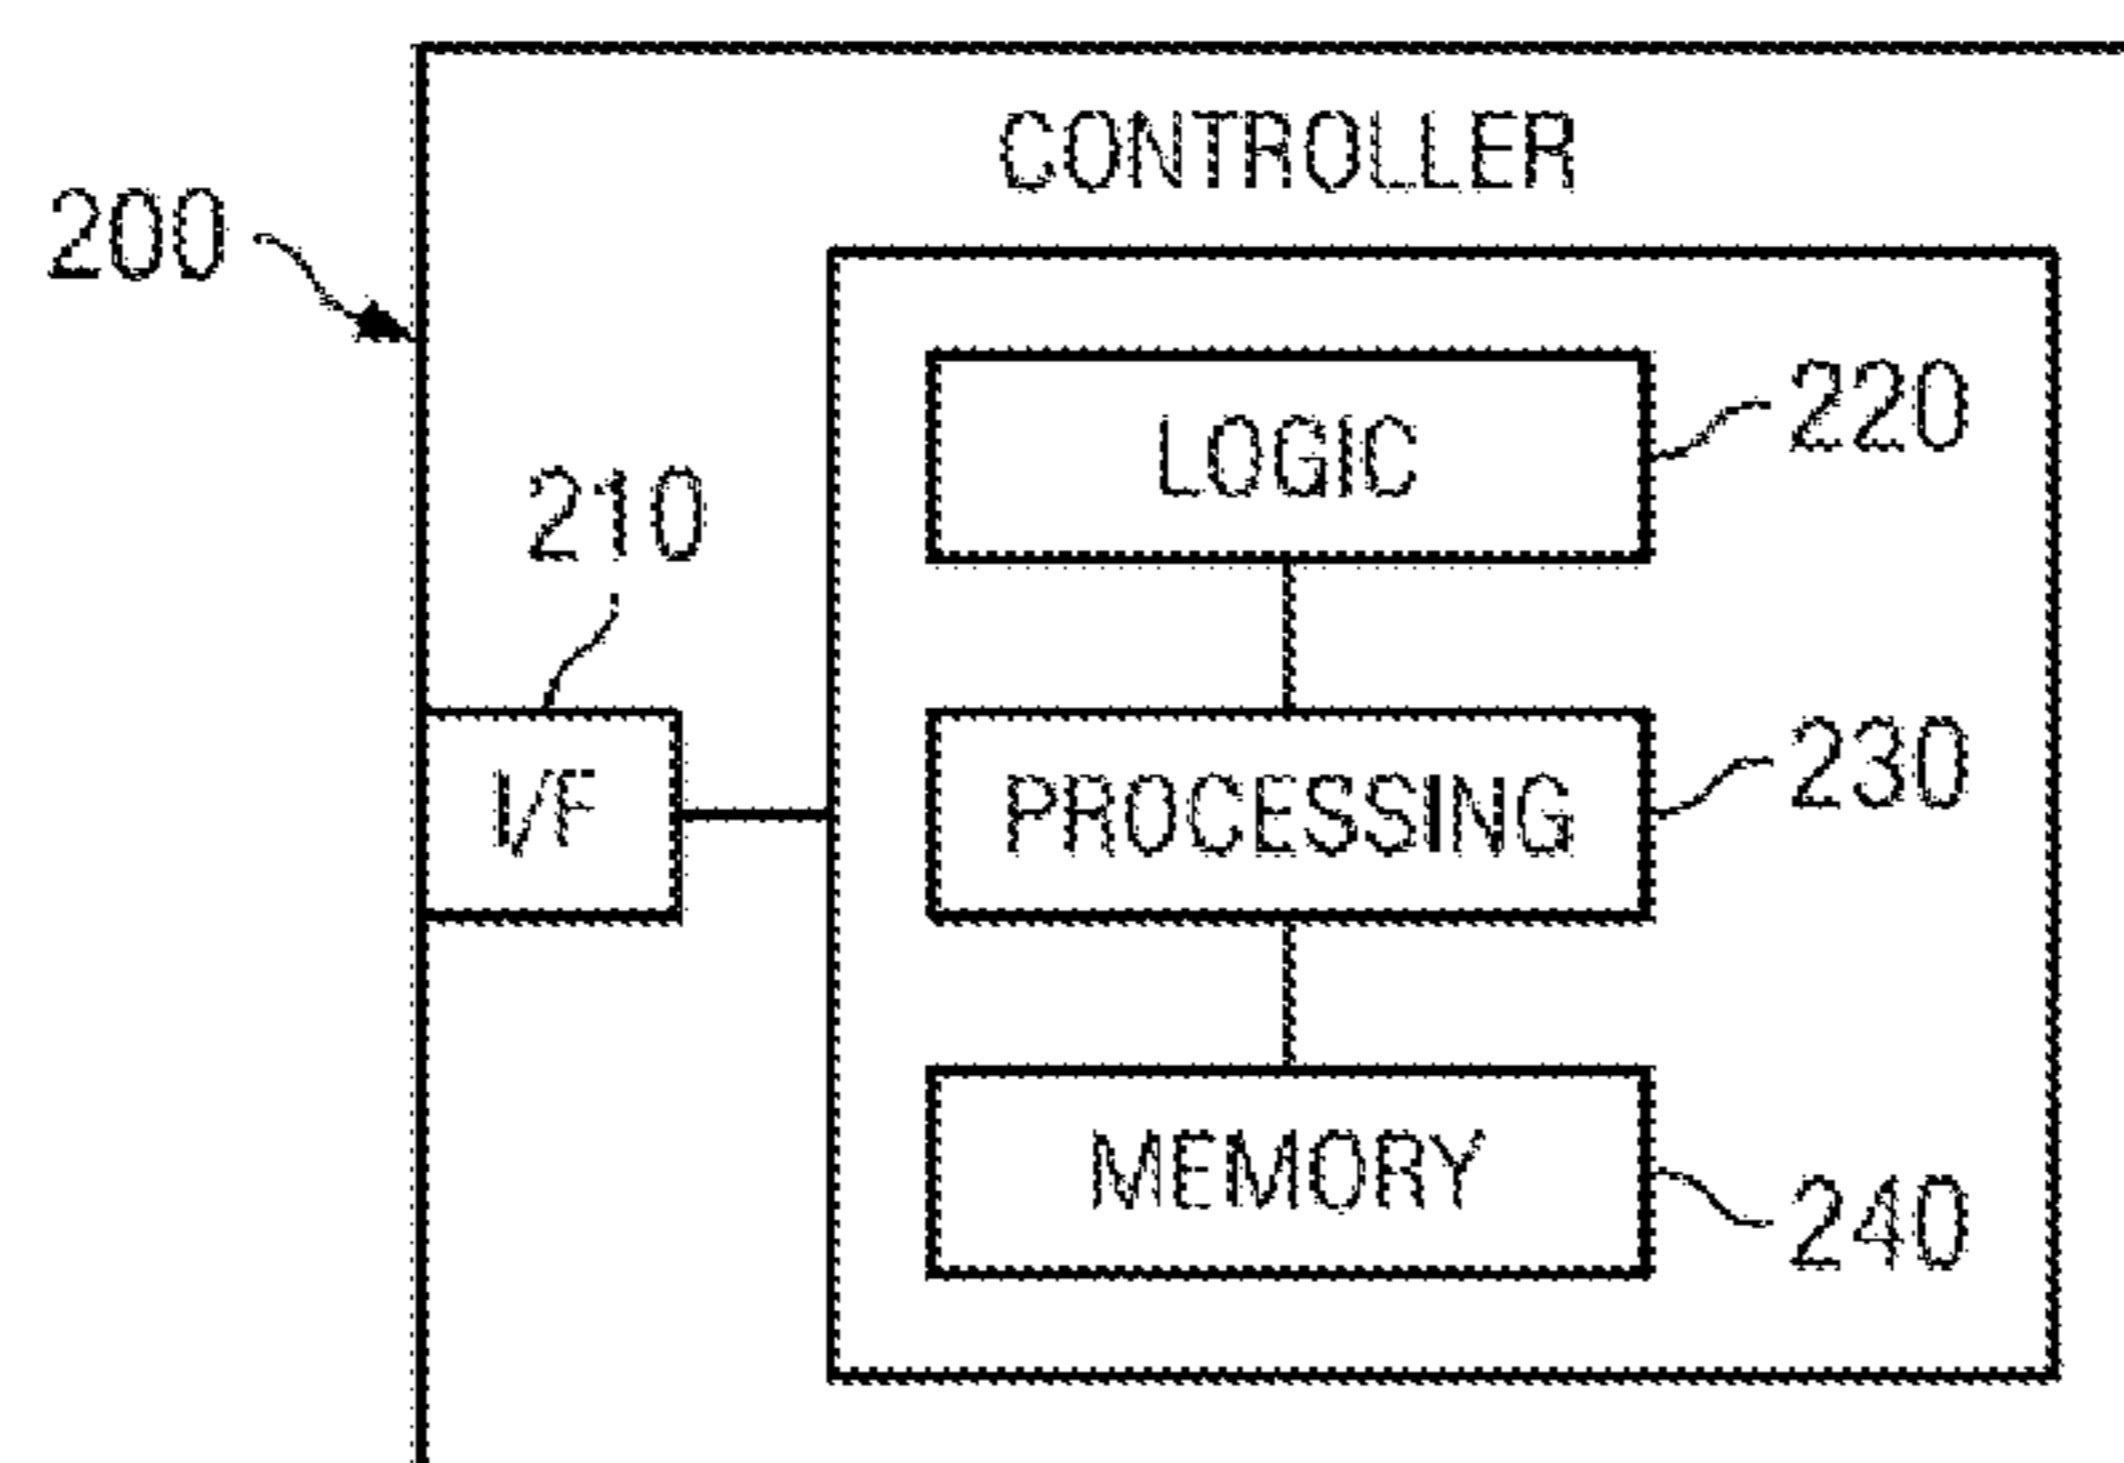 CONTROLLER
200
LOGIC
220
210
I/F
PROCESSING
230
MEMORY
240